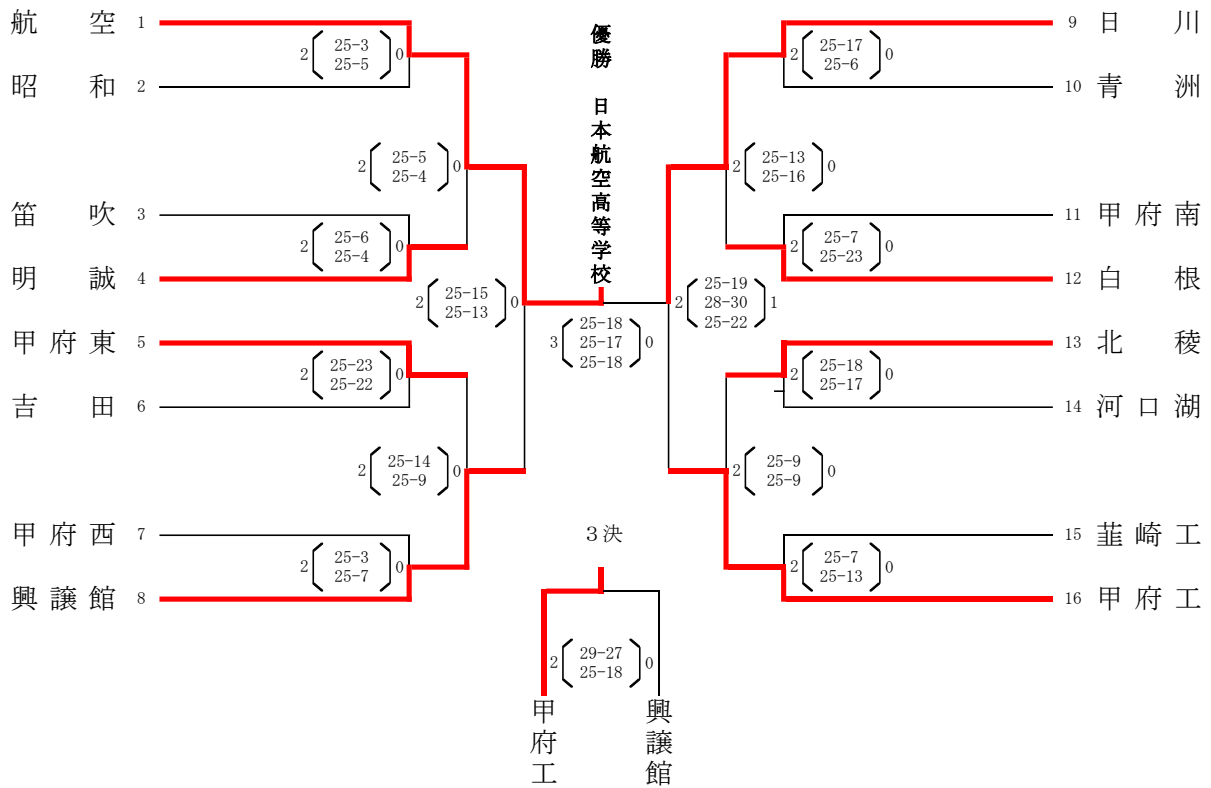 優勝 日本航空高等学校
航空 1
2 25-3 0
25-5
昭和 2
2 25-5 0
25-4
笛吹 3
2 25-6 0
25-4
明誠 4
2 25-15 0
25-13
甲府東 5
2 25-23 0
25-22
吉田 6
2 25-14 0
25-9
甲府西 7
2 25-3 0
25-7
興譲館 8
3 25-18 0
25-17
25-18
9 日川
2 25-17 0
25-6
10 青洲
2 25-13 0
25-16
11 甲府南
2 25-7 0
25-23
12 白根
2 25-19 1
28-30
25-22
13 北稜
2 25-18 0
25-17
14 河口湖
2 25-9 0
25-9
15 韮崎工
2 25-7 0
25-13
16 甲府工
3決
2 29-27 0
25-18
甲府工
興譲館